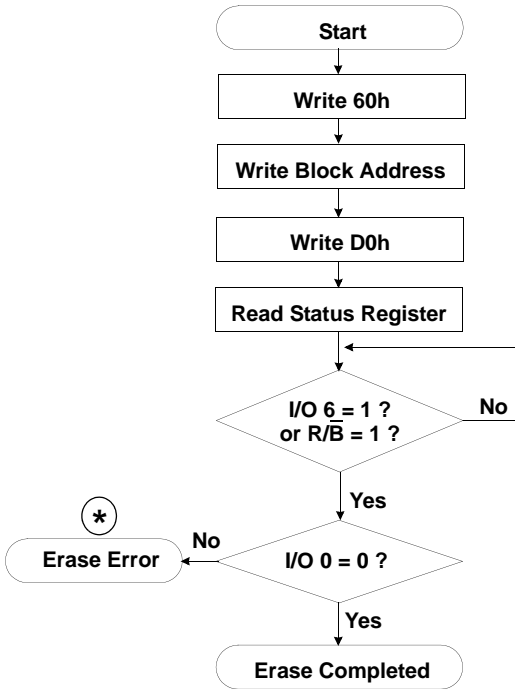 Start
Write 60h
Write Block Address
Write D0h
Read Status Register
I/O 6 = 1 ?
or R/B̅ = 1 ?
No
Yes
*
No
Erase Error
I/O 0 = 0 ?
Yes
Erase Completed